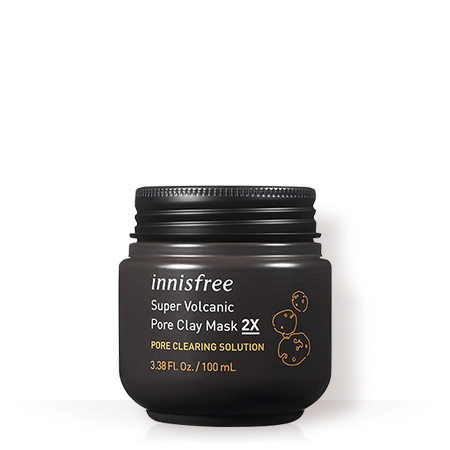 innisfree
Super Volcanic
Pore Clay Mask 2X
PORE CLEARING SOLUTION
3.38 Fl. Oz. / 100 mL